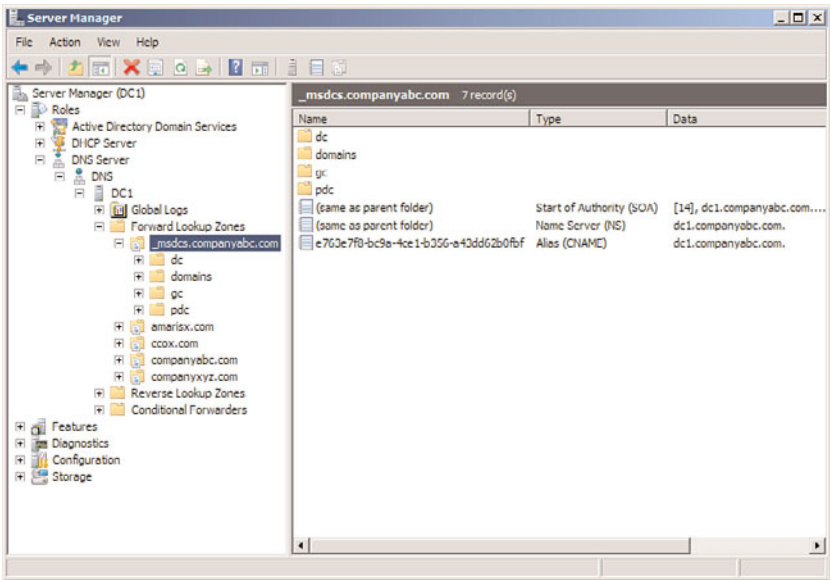 Server Manager
File Action View Help
Server Manager (DC1)
Roles
Active Directory Domain Services
DHCP Server
DNS Server
DNS
DC1
Global Logs
Forward Lookup Zones
_msdcs.companyabc.com
dc
domains
gc
pdc
amarisx.com
ccox.com
companyabc.com
companyxyz.com
Reverse Lookup Zones
Conditional Forwarders
Features
Diagnostics
Configuration
Storage
_msdcs.companyabc.com 7 record(s)
Name Type Data
dc
domains
gc
pdc
(same as parent folder) Start of Authority (SOA) [14], dc1.companyabc.com....
(same as parent folder) Name Server (NS) dc1.companyabc.com.
e763e7f8-bc9a-4ce1-b356-a43dd62b0fbf Alias (CNAME) dc1.companyabc.com.